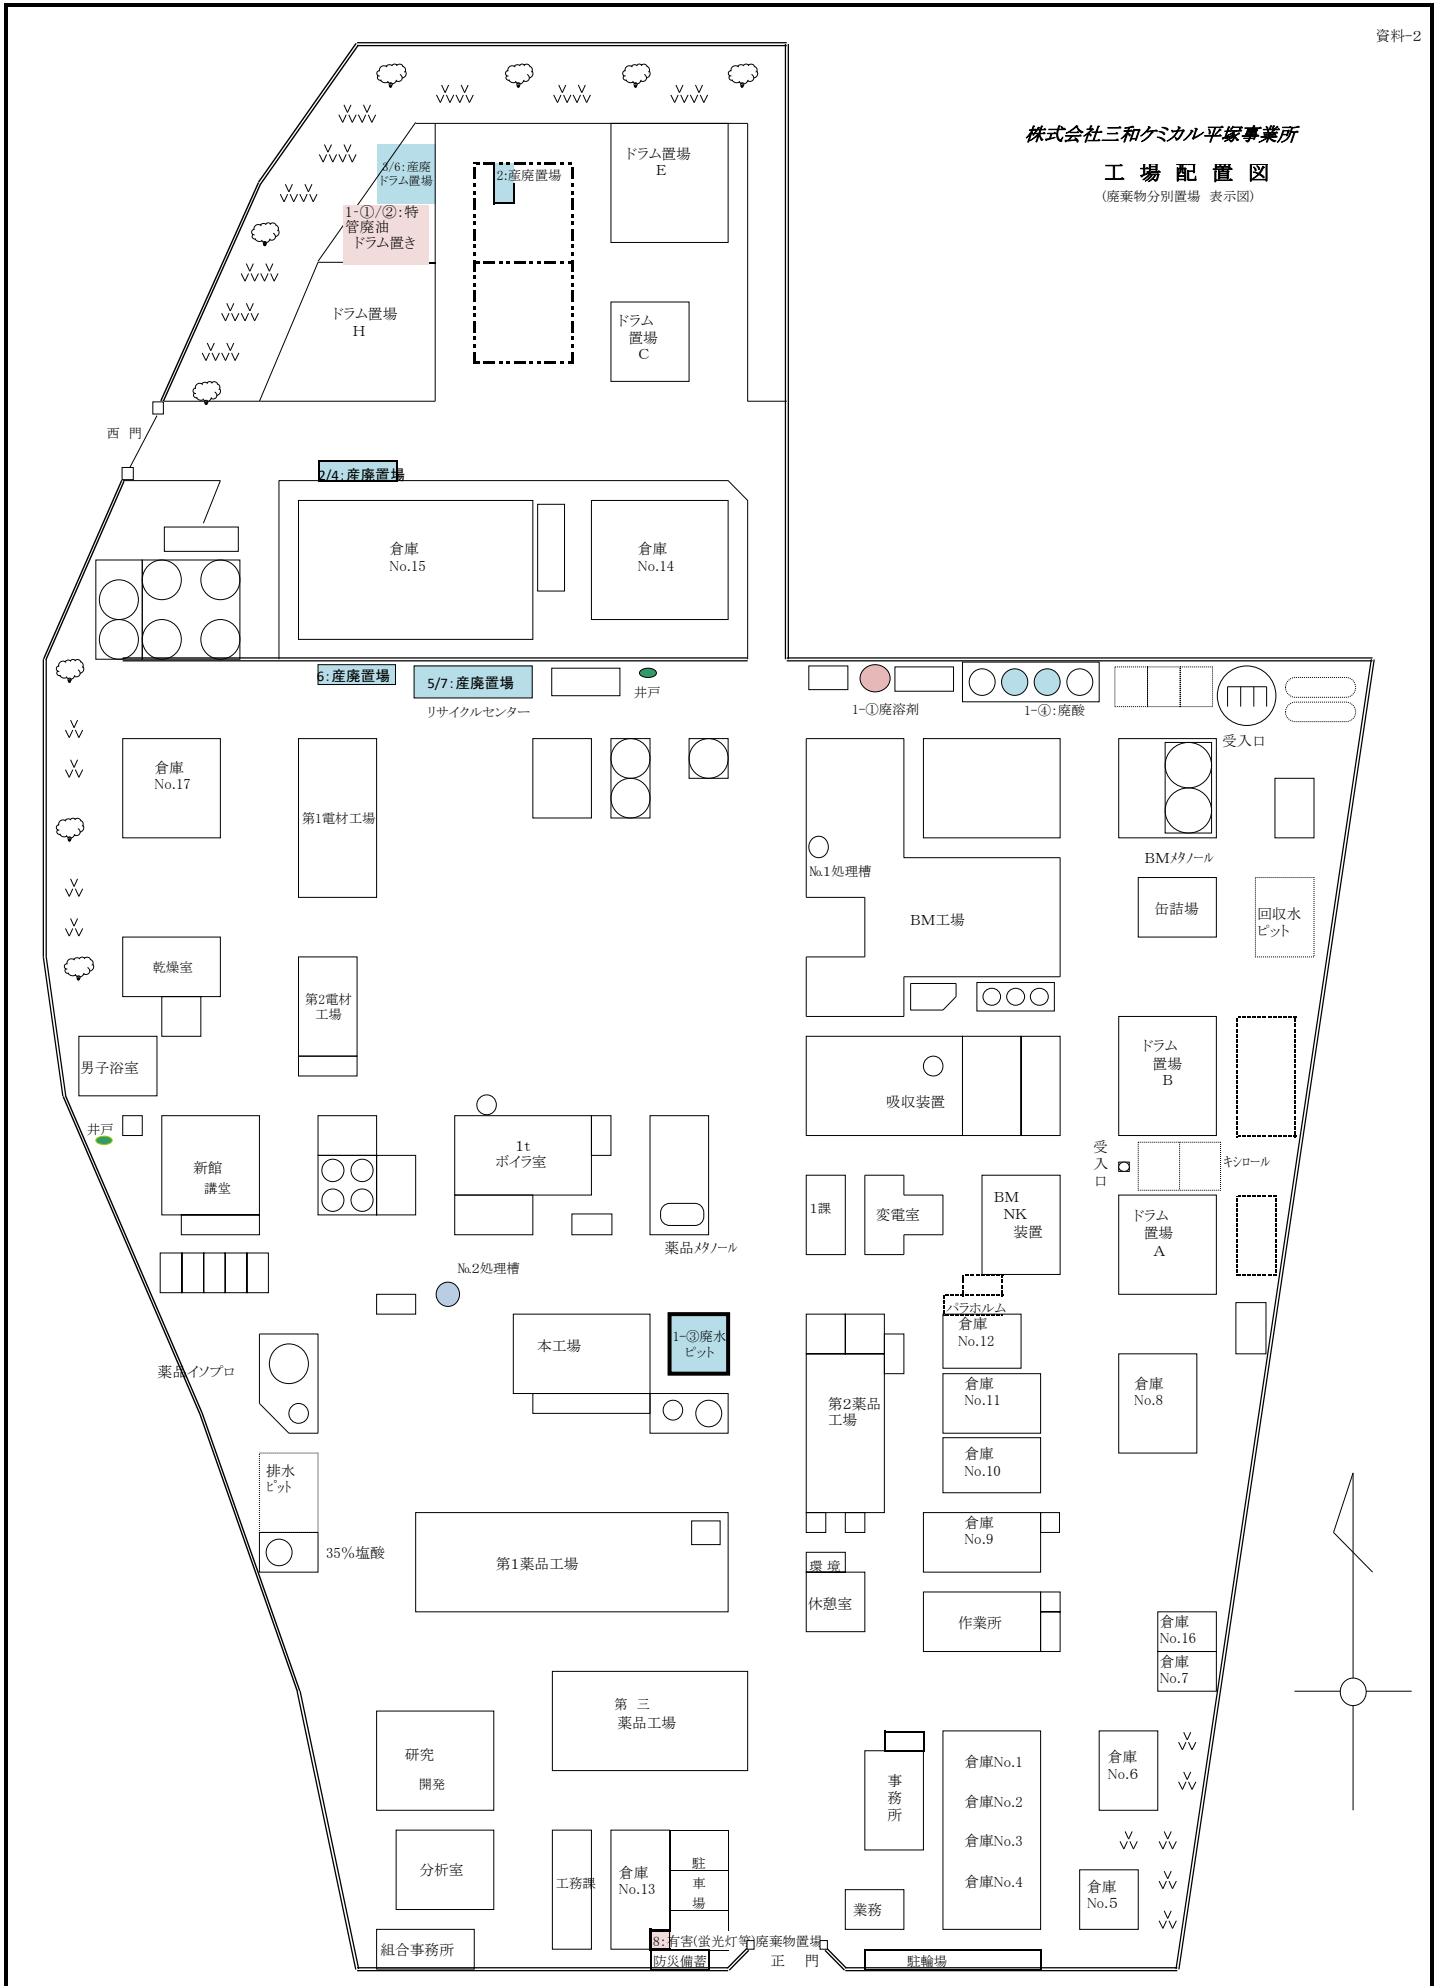 資料-2
株式会社三和ケミカル平塚事業所
工場配置図
(廃棄物分別置場 表示図)
3/6:産廃
ドラム置場
2:産廃置場
ドラム置場
E
1-①/②:特
管廃油
ドラム置き
ドラム置場
H
ドラム
置場
C
西 門
2/4:産廃置場
倉庫
No.15
倉庫
No.14
6:産廃置場
5/7:産廃置場
リサイクルセンター
井戸
1-①廃溶剤
1-④:廃酸
受入口
倉庫
No.17
第1電材工場
№1処理槽
BMメタノール
BM工場
缶詰場
回収水
ピット
乾燥室
第2電材
工場
男子浴室
吸収装置
ドラム
置場
B
井戸
新館
講堂
1t
ボイラ室
薬品メタノール
受
入
口
キシロール
1課
変電室
BM
NK
装置
ドラム
置場
A
№2処理槽
パラホルム
倉庫
No.12
本工場
1-③廃水
ピット
薬品イソプロ
第2薬品
工場
倉庫
No.11
倉庫
No.8
倉庫
No.10
排水
ピット
35%塩酸
第1薬品工場
倉庫
No.9
環 境
休憩室
作業所
倉庫
No.16
倉庫
No.7
第 三
薬品工場
研究
開発
事
務
所
倉庫No.1
倉庫No.2
倉庫No.3
倉庫No.4
倉庫
No.6
分析室
工務課
倉庫
No.13
駐
車
場
業務
倉庫
No.5
組合事務所
8:有害(蛍光灯等)廃棄物置場
防災備蓄
正 門
駐輪場